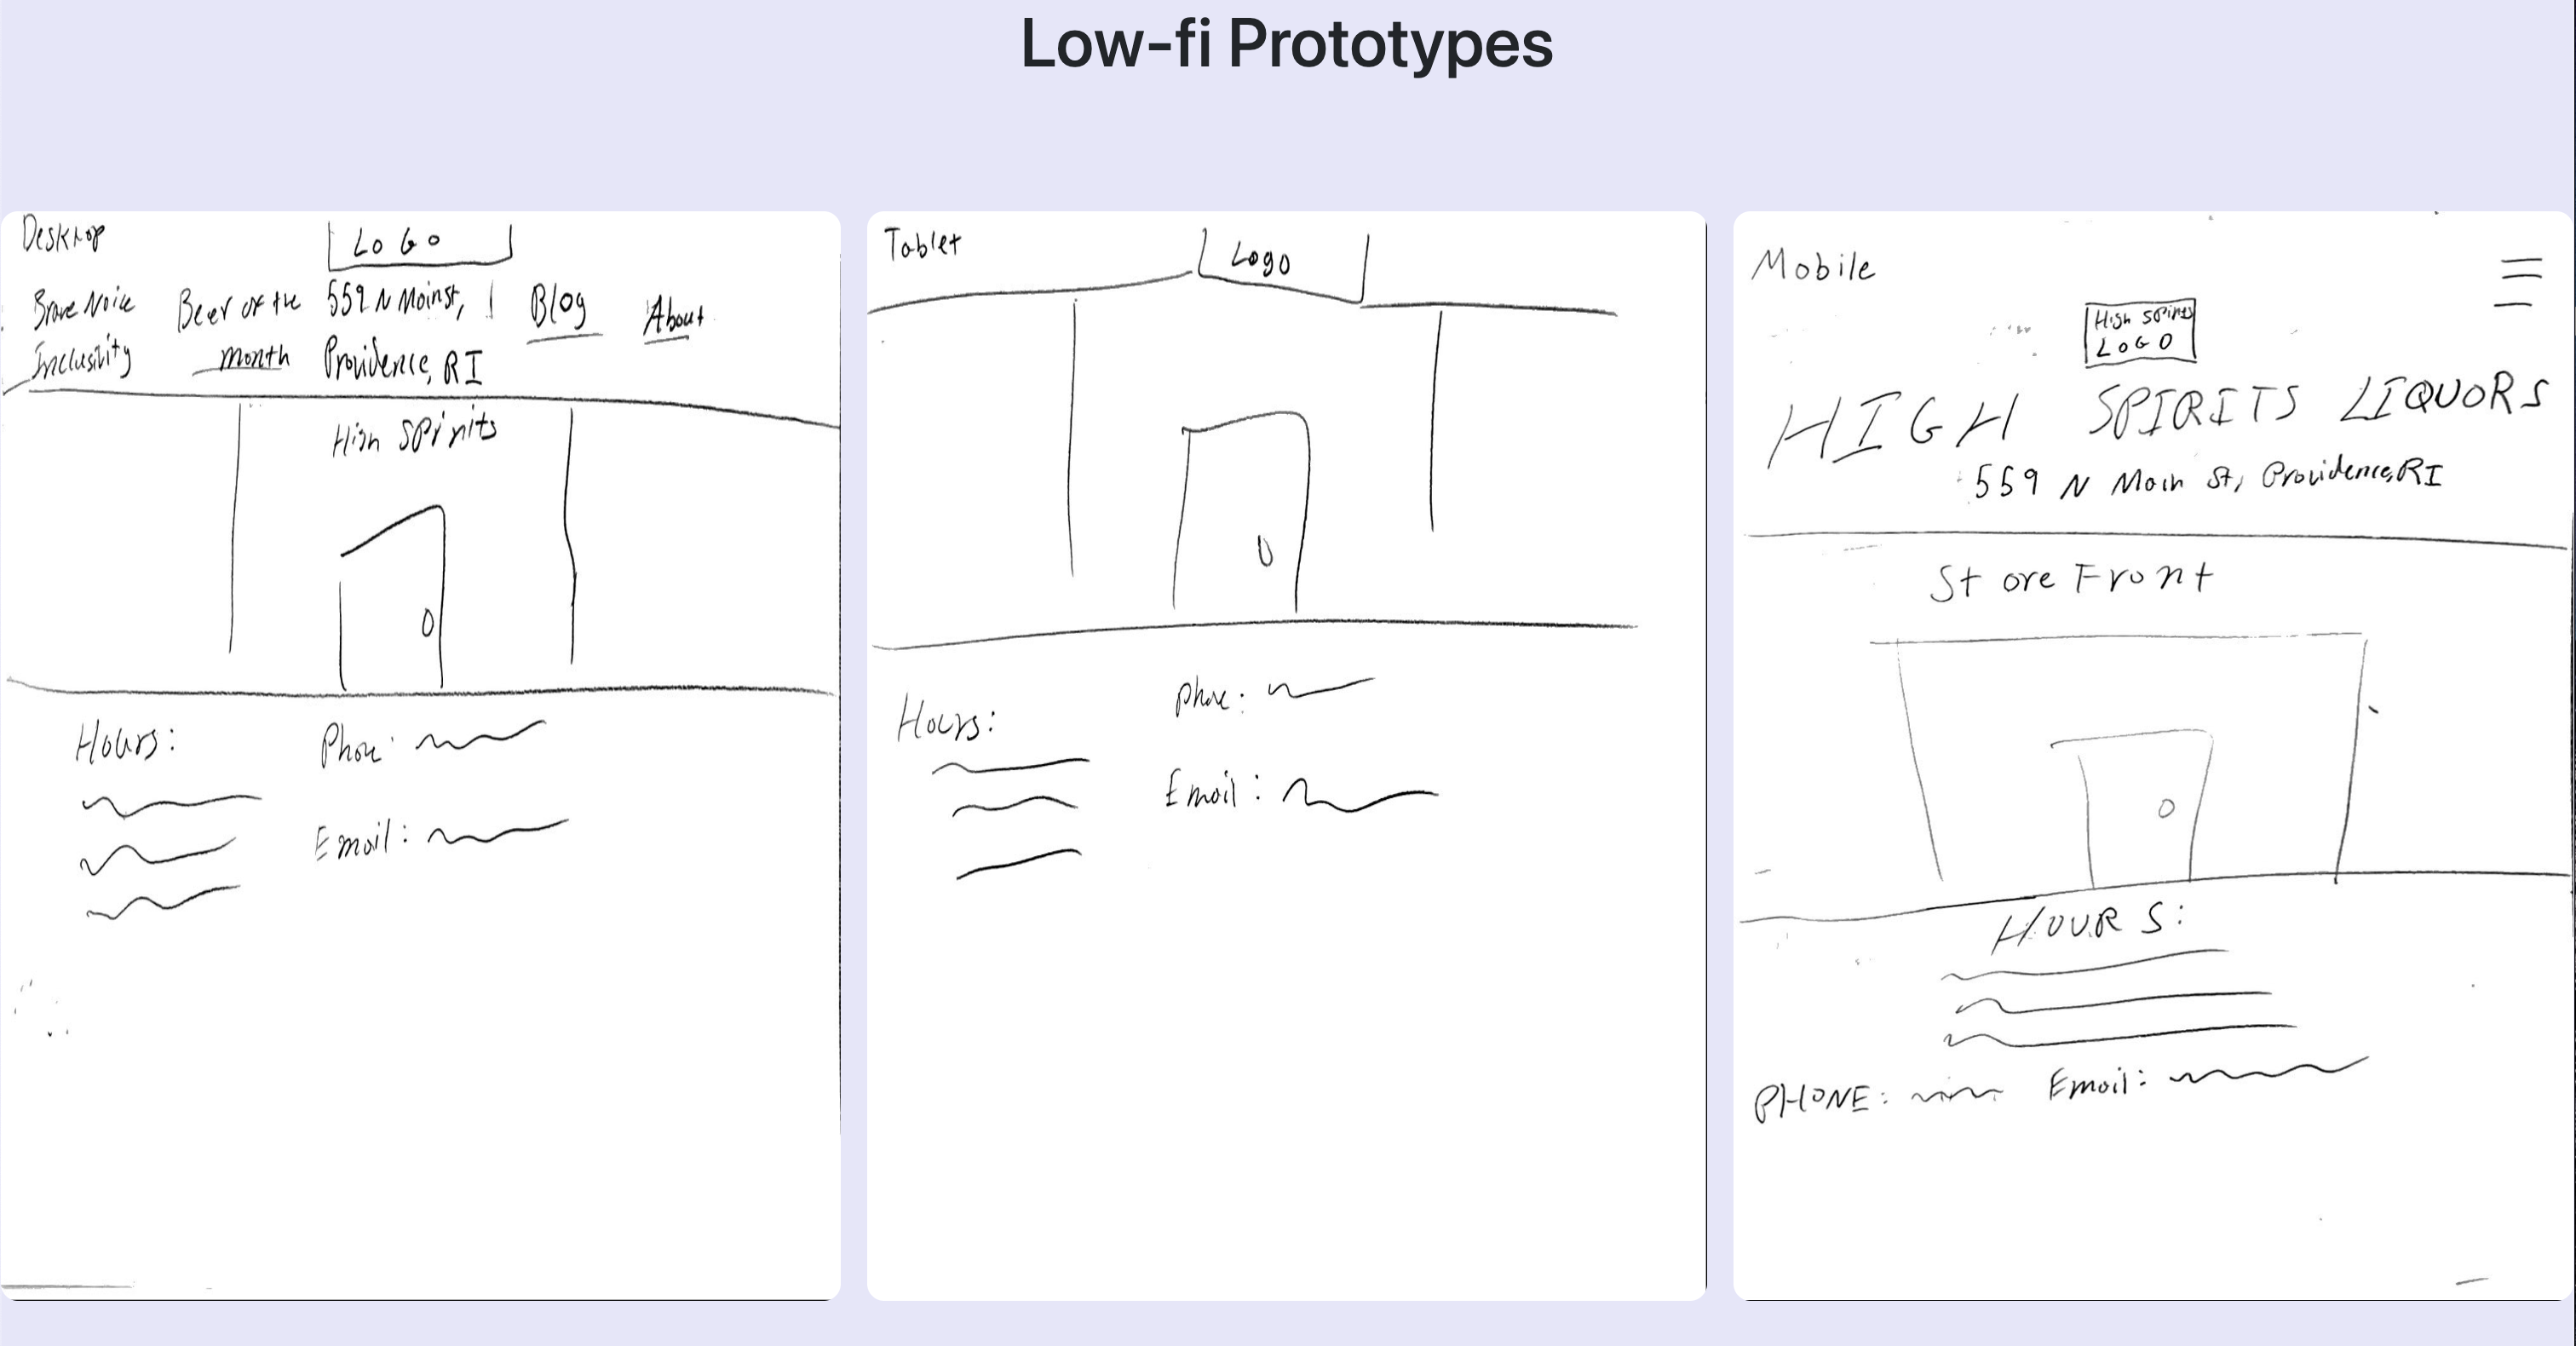 Low-fi Prototypes
Desktop
LOGO
Brave Noise
Inclusivity
Beer of the
month
559 N Main st,
Providence, RI
Blog
About
High Spirits
Hours:
Phone:
Email:
Tablet
Logo
Hours:
Phone:
Email:
Mobile
High Spirits
LOGO
HIGH SPIRITS LIQUORS
559 N Main St, Providence, RI
Store Front
HOURS:
PHONE: Email: